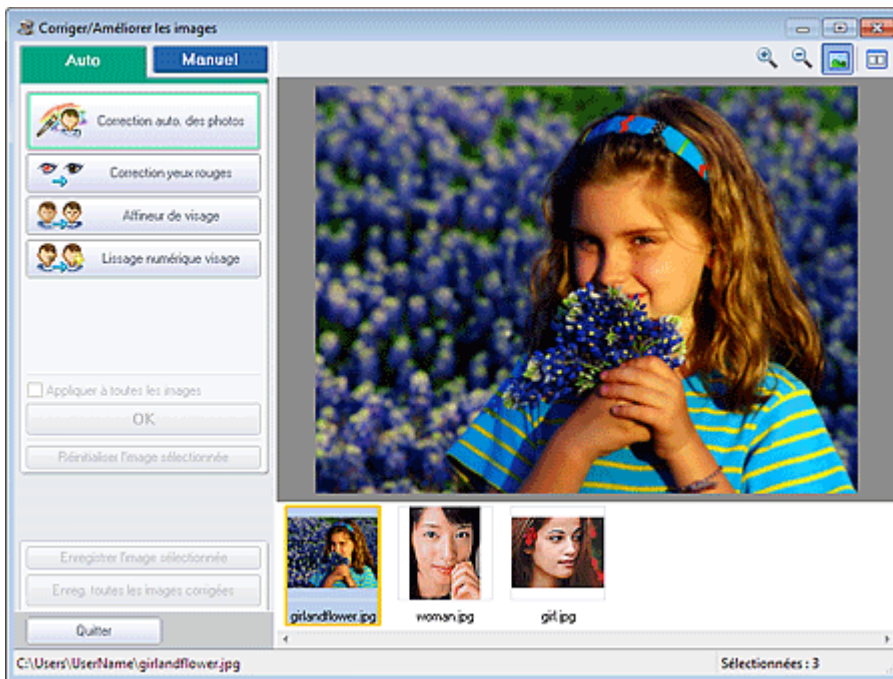 Corriger/Améliorer les images
Auto
Manuel
Correction auto. des photos
Correction yeux rouges
Affineur de visage
Lissage numérique visage
Appliquer à toutes les images
OK
Réinitialiser l'image sélectionnée
Enregistrer l'image sélectionnée
Enreg. toutes les images corrigées
Quitter
girlandflower.jpg
woman.jpg
girl.jpg
C:\Users\UserName\girlandflower.jpg
Sélectionnées : 3